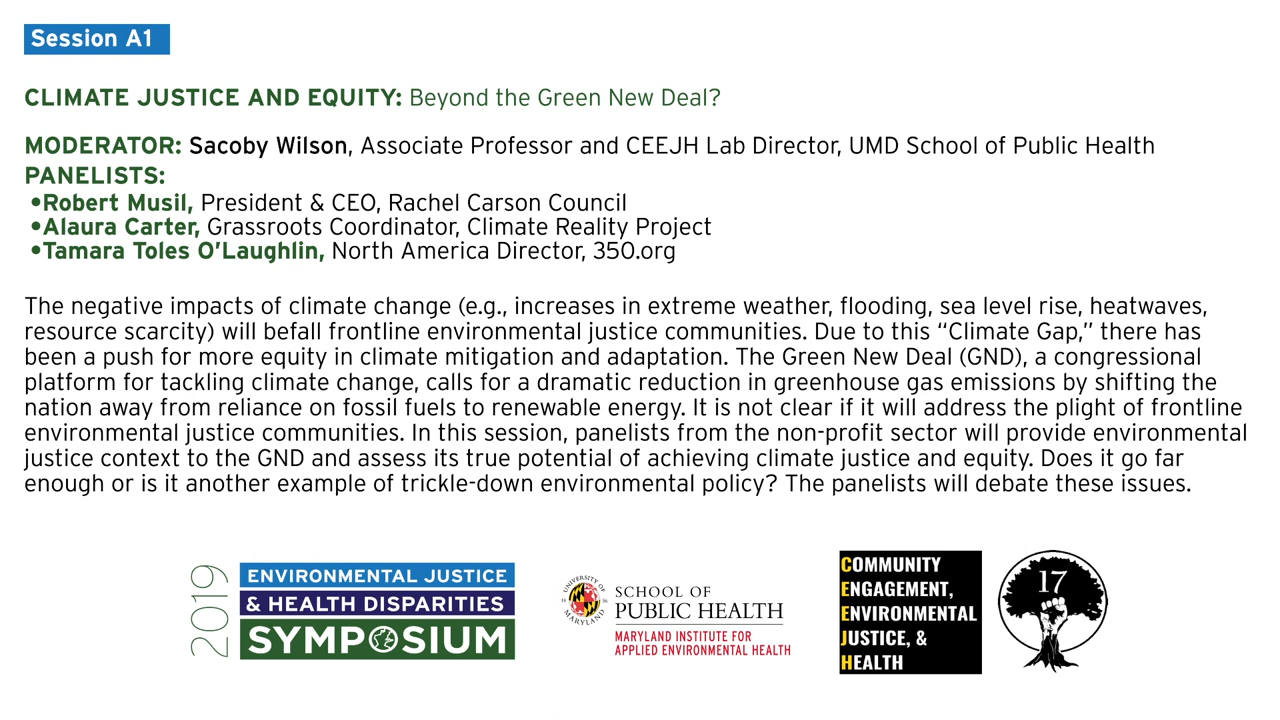 Session A1
CLIMATE JUSTICE AND EQUITY: Beyond the Green New Deal?
MODERATOR: Sacoby Wilson, Associate Professor and CEEJH Lab Director, UMD School of Public Health
PANELISTS:
•Robert Musil, President & CEO, Rachel Carson Council
•Alaura Carter, Grassroots Coordinator, Climate Reality Project
•Tamara Toles O’Laughlin, North America Director, 350.org
The negative impacts of climate change (e.g., increases in extreme weather, flooding, sea level rise, heatwaves,
resource scarcity) will befall frontline environmental justice communities. Due to this “Climate Gap,” there has
been a push for more equity in climate mitigation and adaptation. The Green New Deal (GND), a congressional
platform for tackling climate change, calls for a dramatic reduction in greenhouse gas emissions by shifting the
nation away from reliance on fossil fuels to renewable energy. It is not clear if it will address the plight of frontline
environmental justice communities. In this session, panelists from the non-profit sector will provide environmental
justice context to the GND and assess its true potential of achieving climate justice and equity. Does it go far
enough or is it another example of trickle-down environmental policy? The panelists will debate these issues.
2019
ENVIRONMENTAL JUSTICE
& HEALTH DISPARITIES
SYMPOSIUM
UNIVERSITY OF
MARYLAND
18 56
SCHOOL OF
PUBLIC HEALTH
MARYLAND INSTITUTE FOR
APPLIED ENVIRONMENTAL HEALTH
COMMUNITY
ENGAGEMENT,
ENVIRONMENTAL
JUSTICE, &
HEALTH
17